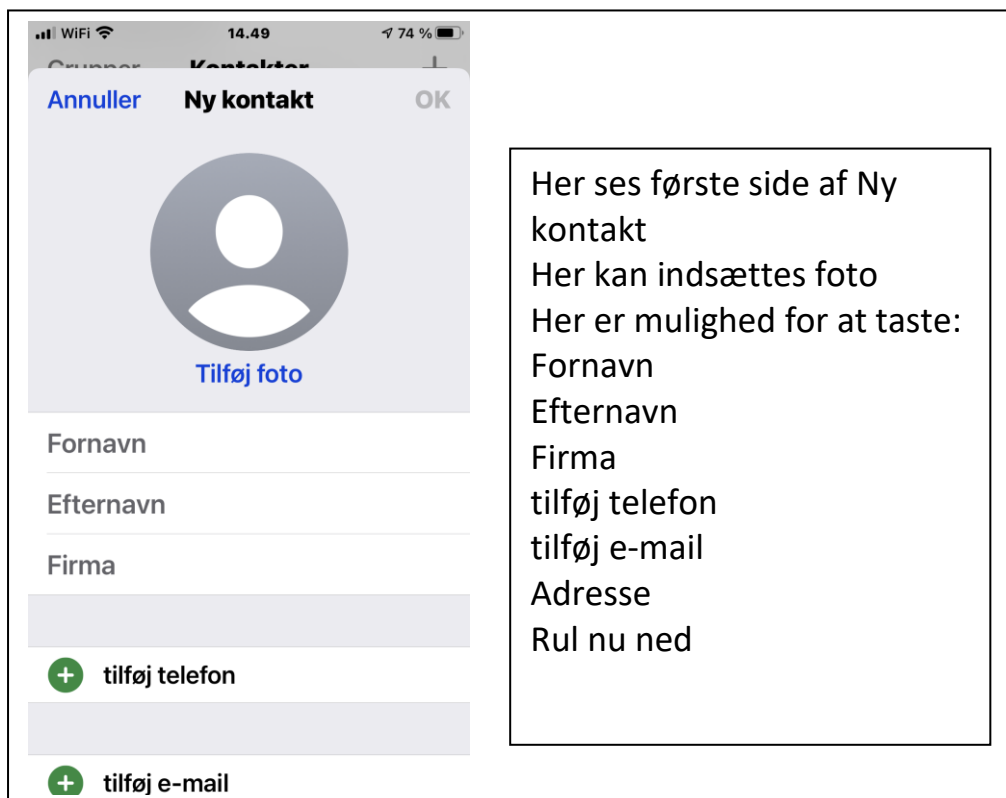 WiFi 14.49 74 %
Grupper Kontakter
Annuller Ny kontakt OK
Tilføj foto
Fornavn
Efternavn
Firma
tilføj telefon
tilføj e-mail
Her ses første side af Ny
kontakt
Her kan indsættes foto
Her er mulighed for at taste:
Fornavn
Efternavn
Firma
tilføj telefon
tilføj e-mail
Adresse
Rul nu ned